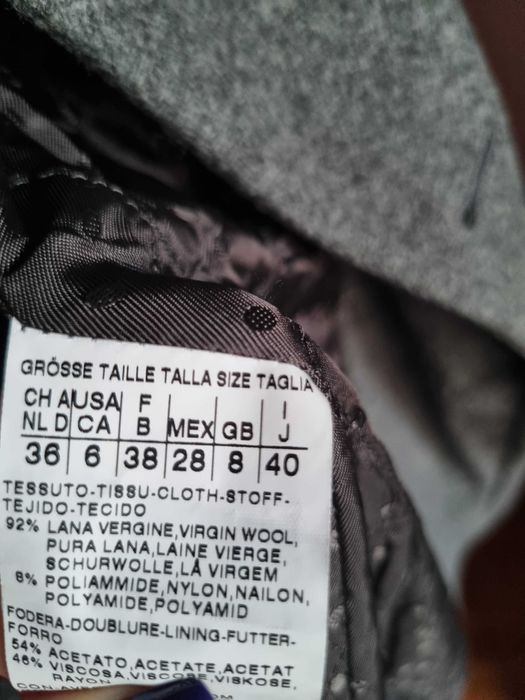 GRÖSSE TAILLE TALLA SIZE TAGLIA
CH A USA F I
NL D CA B MEX GB J
36 6 38 28 8 40
TESSUTO-TISSU-CLOTH-STOFF-
TEJIDO-TECIDO
92% LANA VERGINE,VIRGIN WOOL,
PURA LANA,LAINE VIERGE,
SCHURWOLLE,LÃ VIRGEM
8% POLIAMMIDE,NYLON,NAILON,
POLYAMIDE,POLYAMID
FODERA-DOUBLURE-LINING-FUTTER-
FORRO
54% ACETATO,ACETATE,ACETAT
46% VISCOSA,VISCOSE,VISKOSE,
RAYON